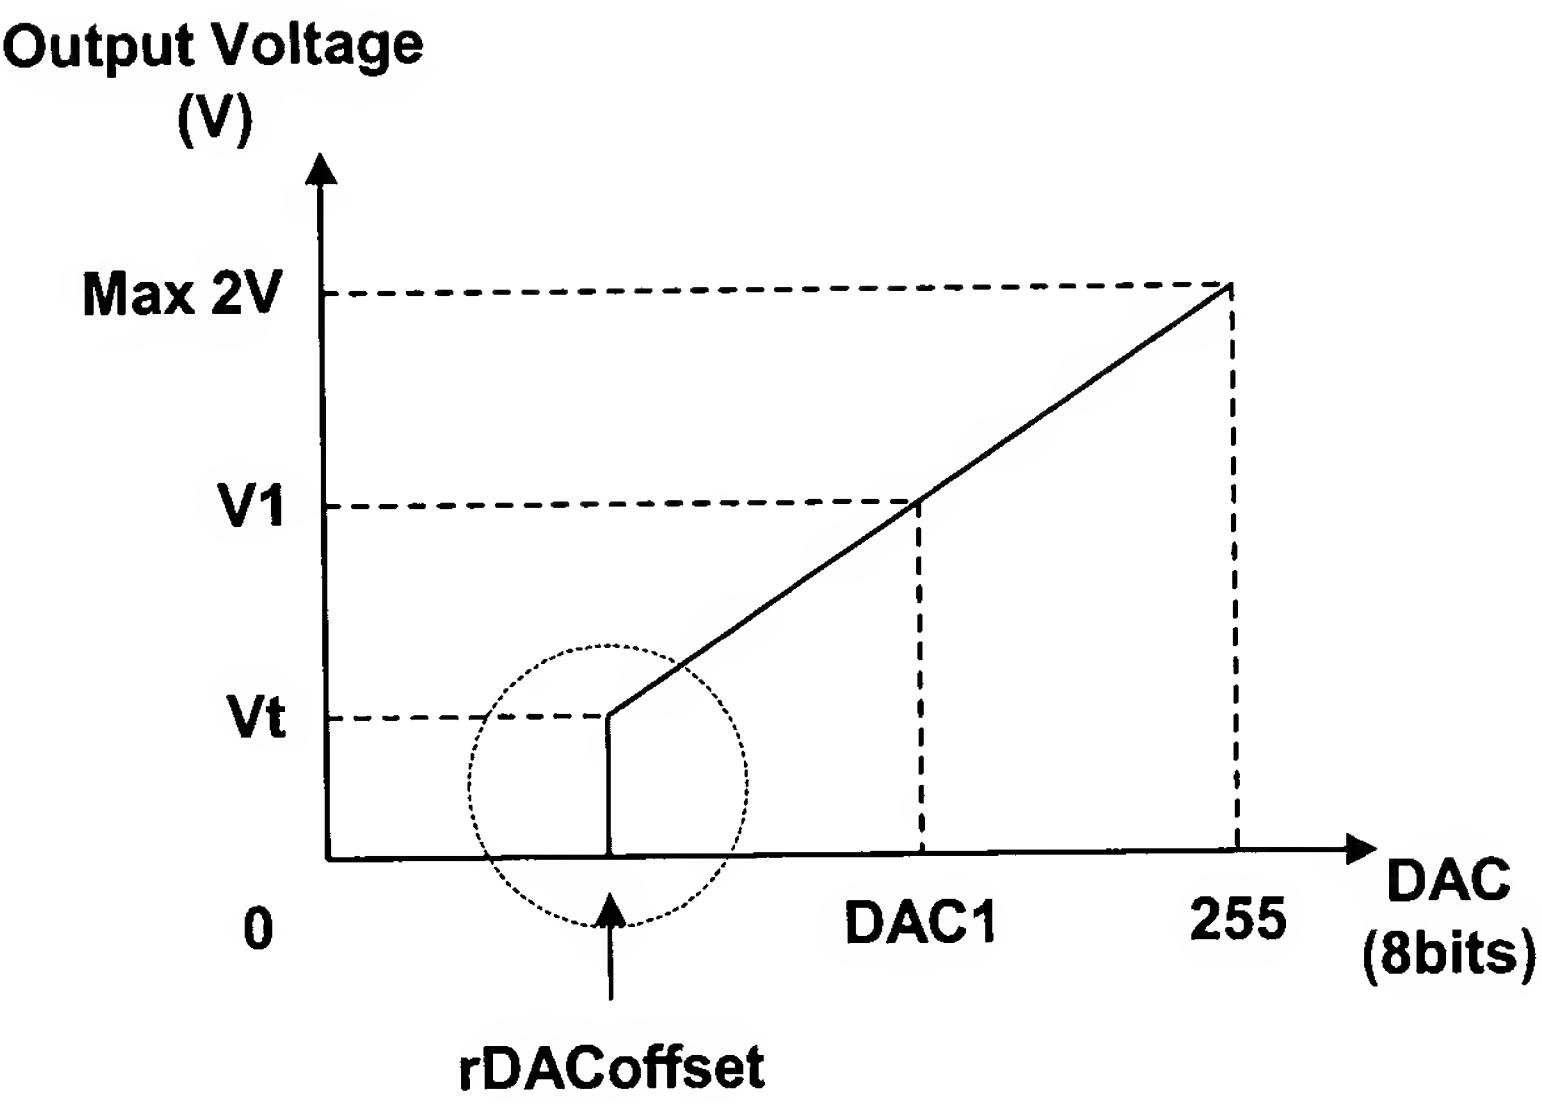 Output Voltage
(V)
Max 2V
V1
Vt
0
DAC1
255
DAC
(8bits)
rDACoffset